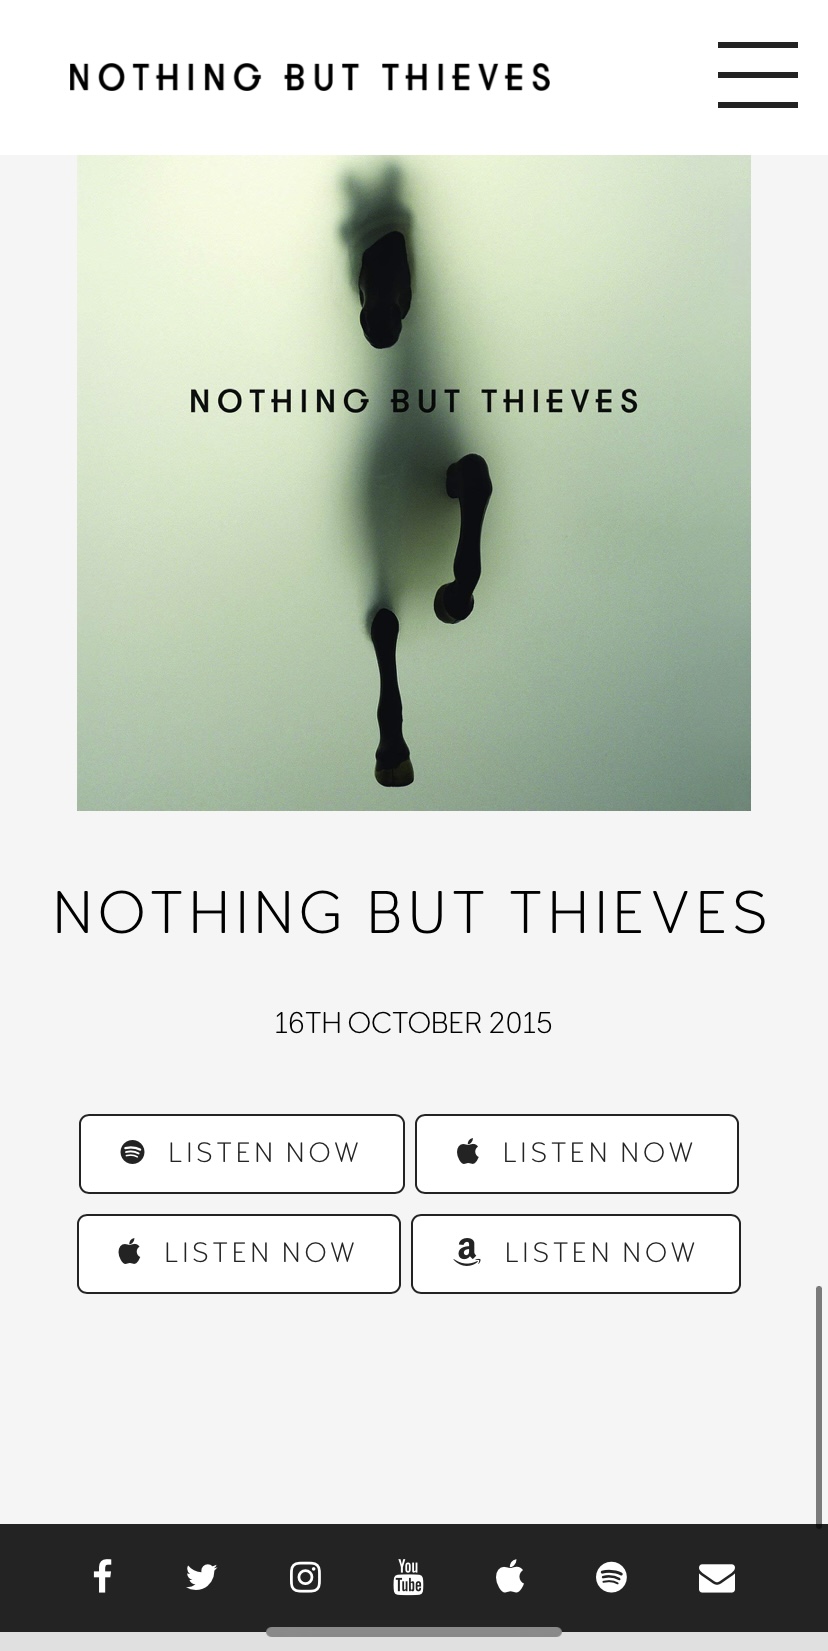 NOTHING BUT THIEVES
NOTHING BUT THIEVES
NOTHING BUT THIEVES
16TH OCTOBER 2015
LISTEN NOW LISTEN NOW
LISTEN NOW a LISTEN NOW
You
Tube